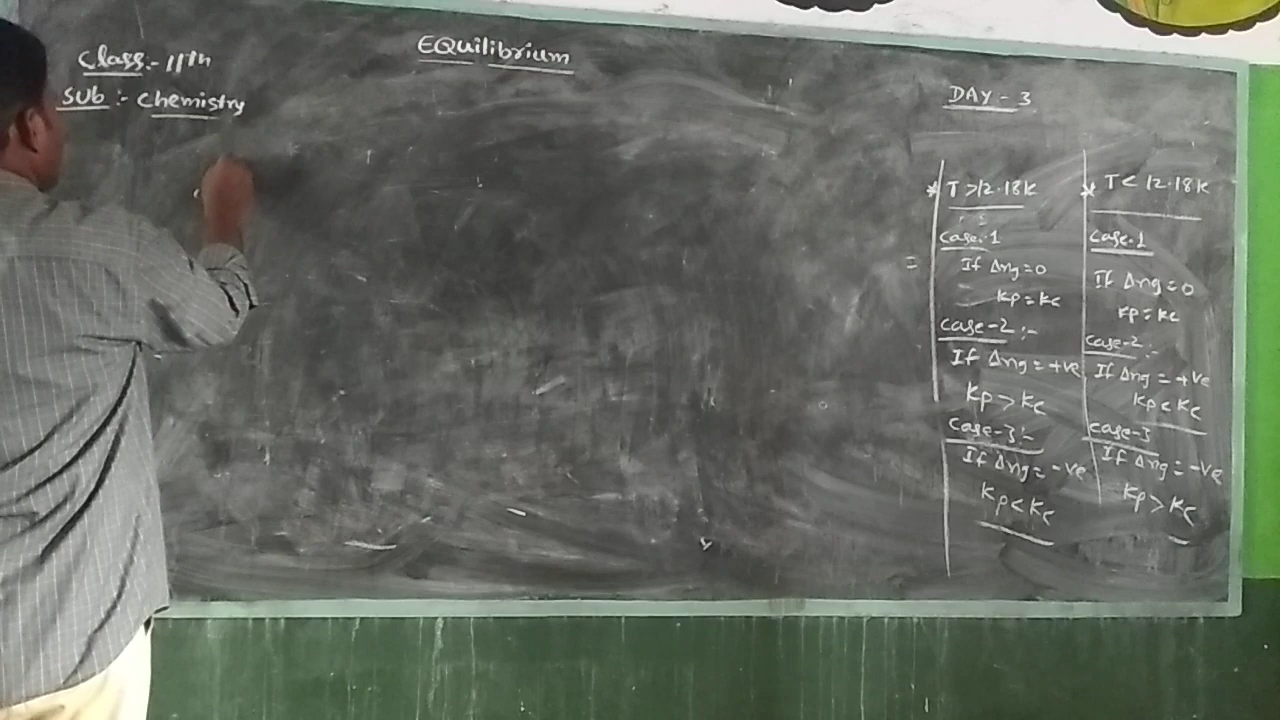 Class:- 11th
Sub :- Chemistry
EQuilibrium
DAY - 3
* T > 12.18K
Case:-1
If Δng = 0
Kp = Kc
Case-2 :-
If Δng = +ve
Kp > Kc
Case-3:-
If Δng = -ve
Kp < Kc
* T < 12.18K
Case-1
If Δng = 0
Kp = Kc
Case-2:-
If Δng = +ve
Kp < Kc
Case-3
If Δng = -ve
Kp > Kc
=